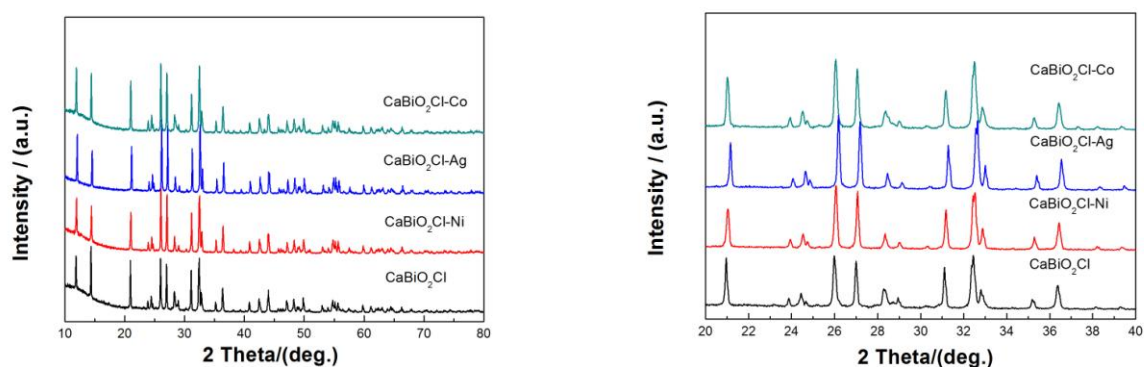 Intensity / (a.u.)
CaBiO₂Cl-Co
CaBiO₂Cl-Ag
CaBiO₂Cl-Ni
CaBiO₂Cl
10 20 30 40 50 60 70 80
2 Theta/(deg.)
Intensity / (a.u.)
CaBiO₂Cl-Co
CaBiO₂Cl-Ag
CaBiO₂Cl-Ni
CaBiO₂Cl
20 22 24 26 28 30 32 34 36 38 40
2 Theta/(deg.)